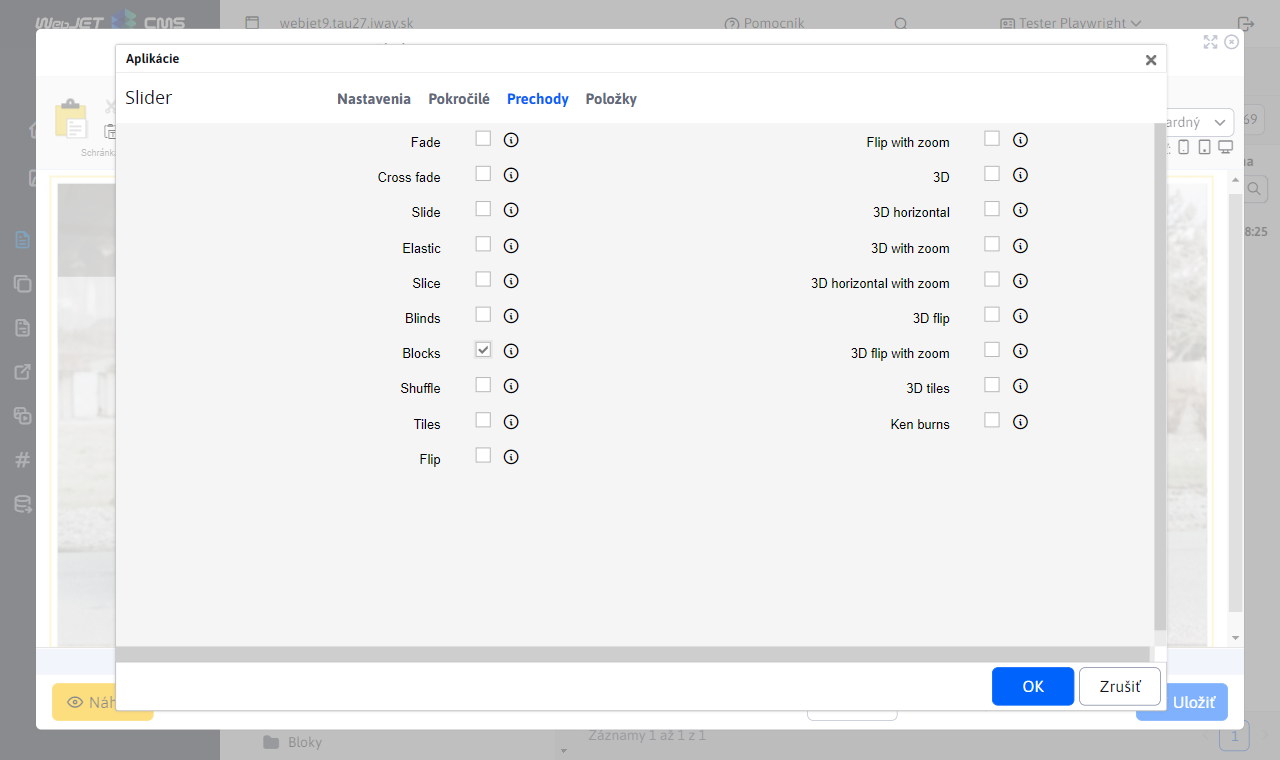 WebJET CMS
webjet9.tau27.iway.sk
Pomocník
Tester Playwright
Aplikácie
Slider
Nastavenia
Pokročilé
Prechody
Položky
ardný
69
Schránka
Fade
Cross fade
Slide
Elastic
Slice
Blinds
Blocks
Shuffle
Tiles
Flip
Flip with zoom
3D
3D horizontal
3D with zoom
3D horizontal with zoom
3D flip
3D flip with zoom
3D tiles
Ken burns
8:25
OK
Zrušiť
Náh
Uložiť
Bloky
Záznamy 1 až 1 z 1
1